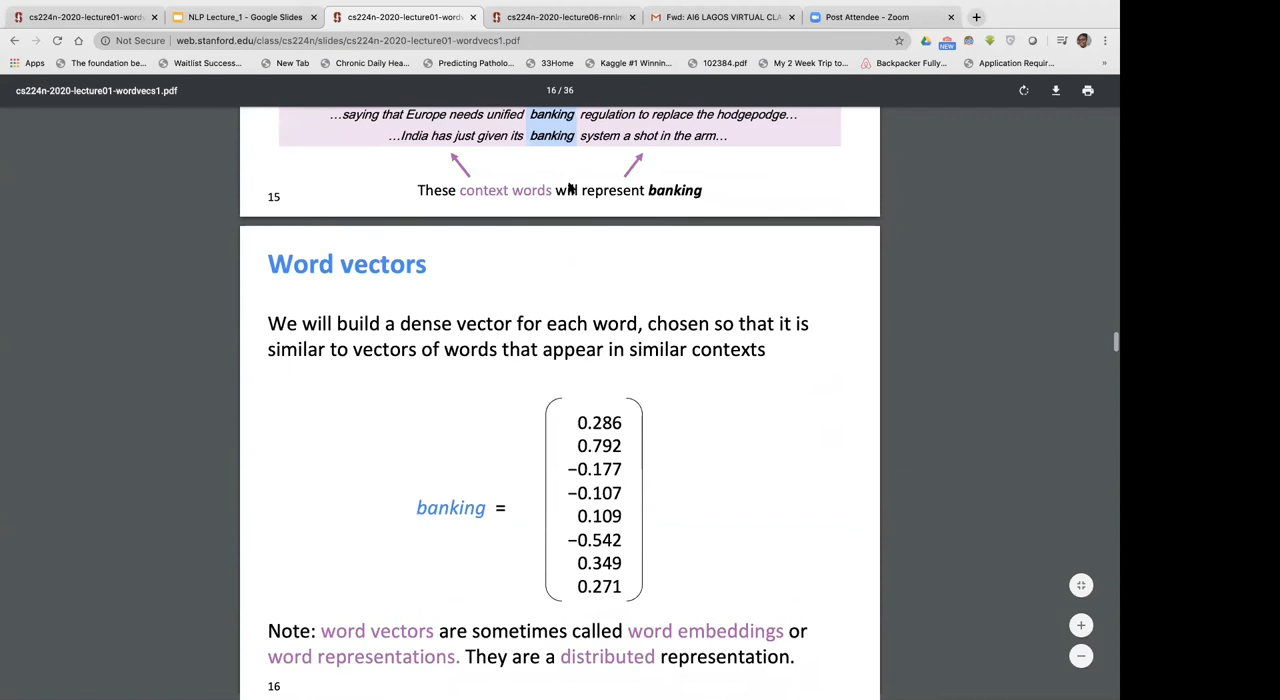 cs224n-2020-lecture01-word
NLP Lecture_1 - Google Slides
cs224n-2020-lecture01-word
cs224n-2020-lecture06-rnnl
Fwd: AI6 LAGOS VIRTUAL CLA
Post Attendee - Zoom
Not Secure | web.stanford.edu/class/cs224n/slides/cs224n-2020-lecture01-wordvecs1.pdf
NEW
Apps The foundation be... Waitlist Success... New Tab Chronic Daily Hea... Predicting Patholo... 33Home Kaggle #1 Winnin... 102384.pdf My 2 Week Trip to... Backpacker Fully... Application Requir... »
cs224n-2020-lecture01-wordvecs1.pdf 16 / 36
...saying that Europe needs unified banking regulation to replace the hodgepodge...
...India has just given its banking system a shot in the arm...
These context words will represent banking
15
Word vectors
We will build a dense vector for each word, chosen so that it is
similar to vectors of words that appear in similar contexts
0.286
0.792
−0.177
−0.107
banking =
0.109
−0.542
0.349
0.271
Note: word vectors are sometimes called word embeddings or
word representations. They are a distributed representation.
16